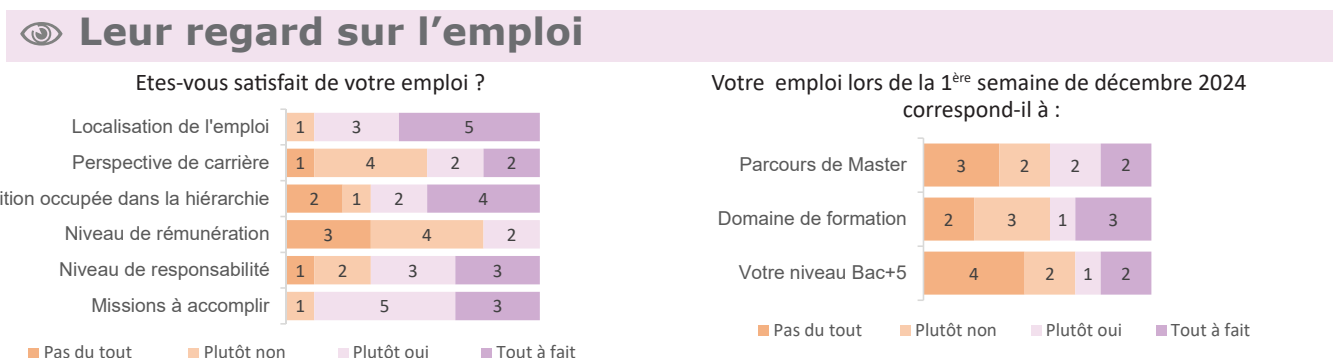 Leur regard sur l’emploi
Etes-vous satisfait de votre emploi ?
Localisation de l'emploi 1 3 5
Perspective de carrière 1 4 2 2
ition occupée dans la hiérarchie 2 1 2 4
Niveau de rémunération 3 4 2
Niveau de responsabilité 1 2 3 3
Missions à accomplir 1 5 3
Pas du tout Plutôt non Plutôt oui Tout à fait
Votre emploi lors de la 1ère semaine de décembre 2024
correspond-il à :
Parcours de Master 3 2 2 2
Domaine de formation 2 3 1 3
Votre niveau Bac+5 4 2 1 2
Pas du tout Plutôt non Plutôt oui Tout à fait